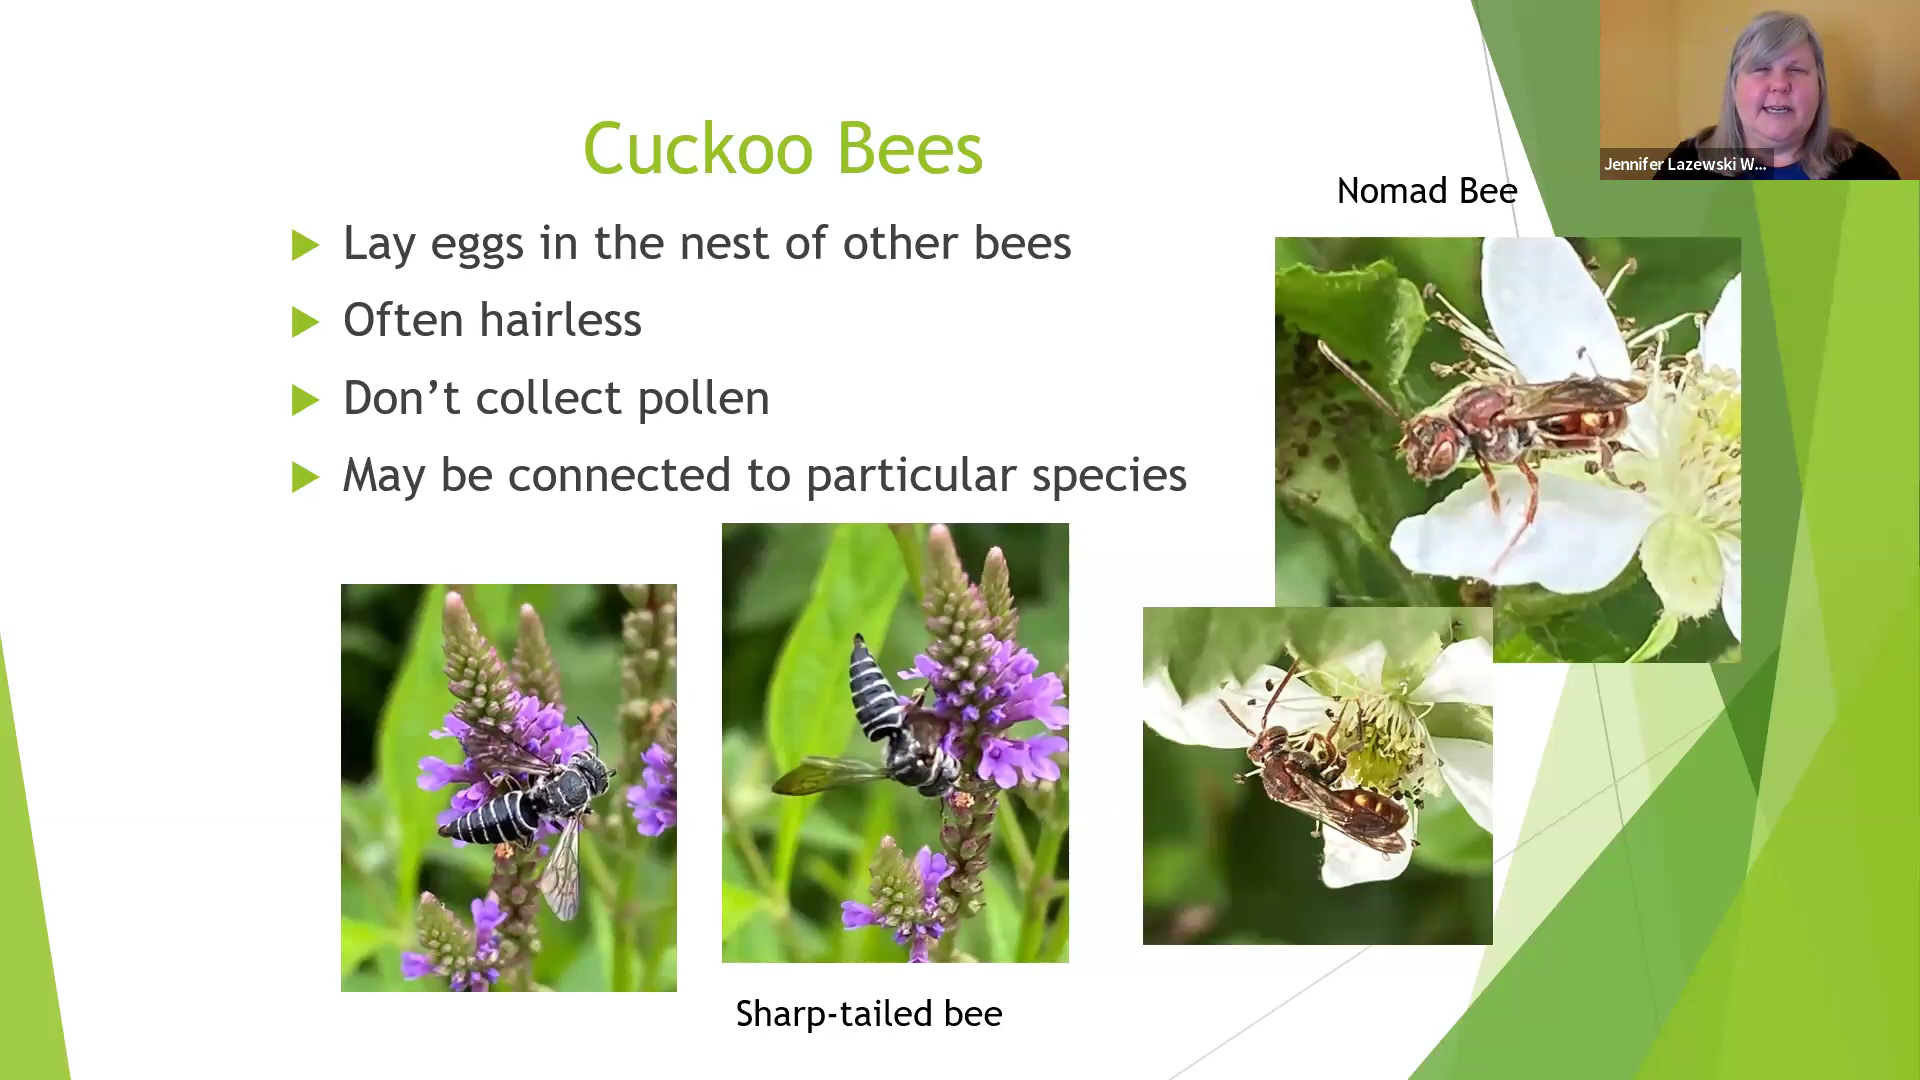 Cuckoo Bees
Lay eggs in the nest of other bees
Often hairless
Don’t collect pollen
May be connected to particular species
Nomad Bee
Sharp-tailed bee
Jennifer Lazewski W...